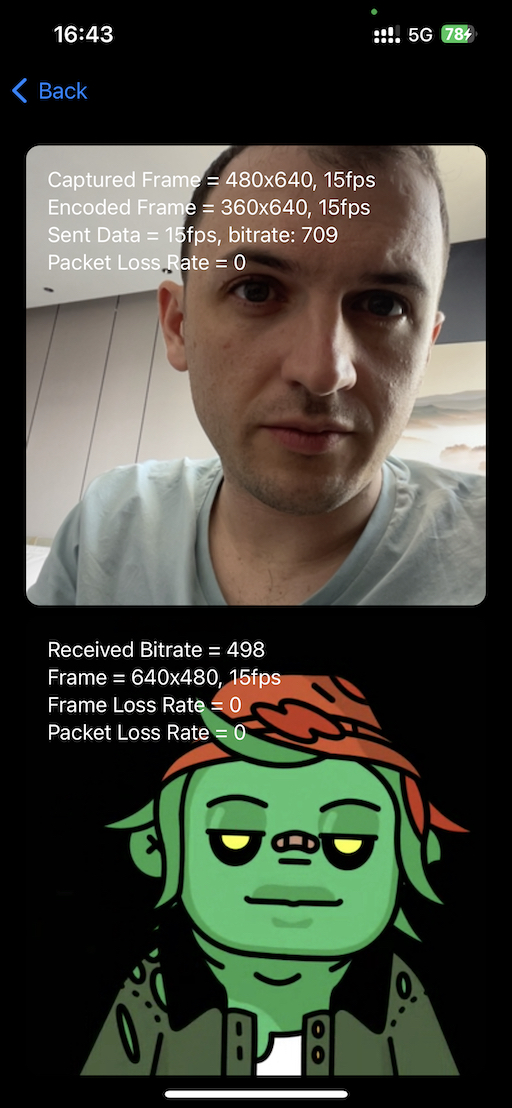 16:43
5G
78
Back
Captured Frame = 480x640, 15fps
Encoded Frame = 360x640, 15fps
Sent Data = 15fps, bitrate: 709
Packet Loss Rate = 0
Received Bitrate = 498
Frame = 640x480, 15fps
Frame Loss Rate = 0
Packet Loss Rate = 0